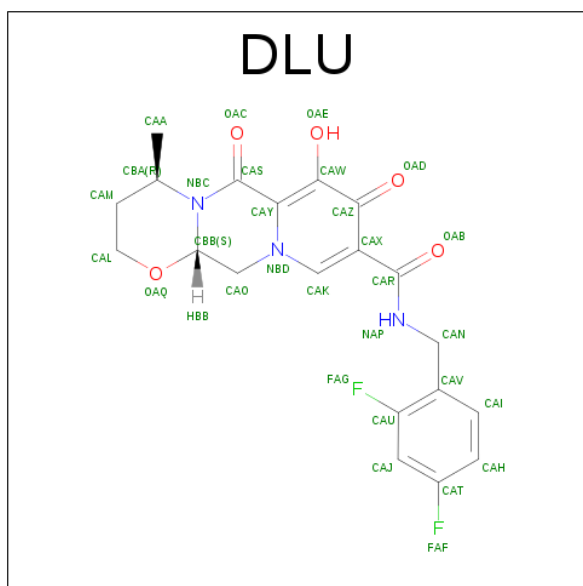 DLU
CAA OAC OAE
O OH OAD
CBA(R) NBC CAS CAW O
CAM N CAY CAZ
CBB(S) CAX OAB
CAL N O
O NBD CAR
OAQ H CAO CAK
HBB HN
NAP CAN
FAG CAV
F CAI
CAU
CAJ CAH
CAT
F
FAF